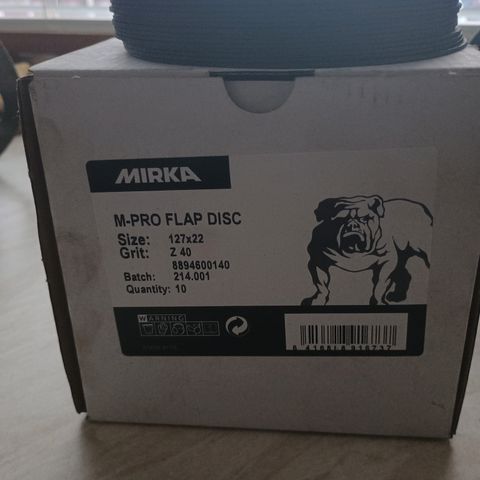 MIRKA
M-PRO FLAP DISC
Size: 127x22
Grit: Z 40
8894600140
Batch: 214.001
Quantity: 10
WARNING